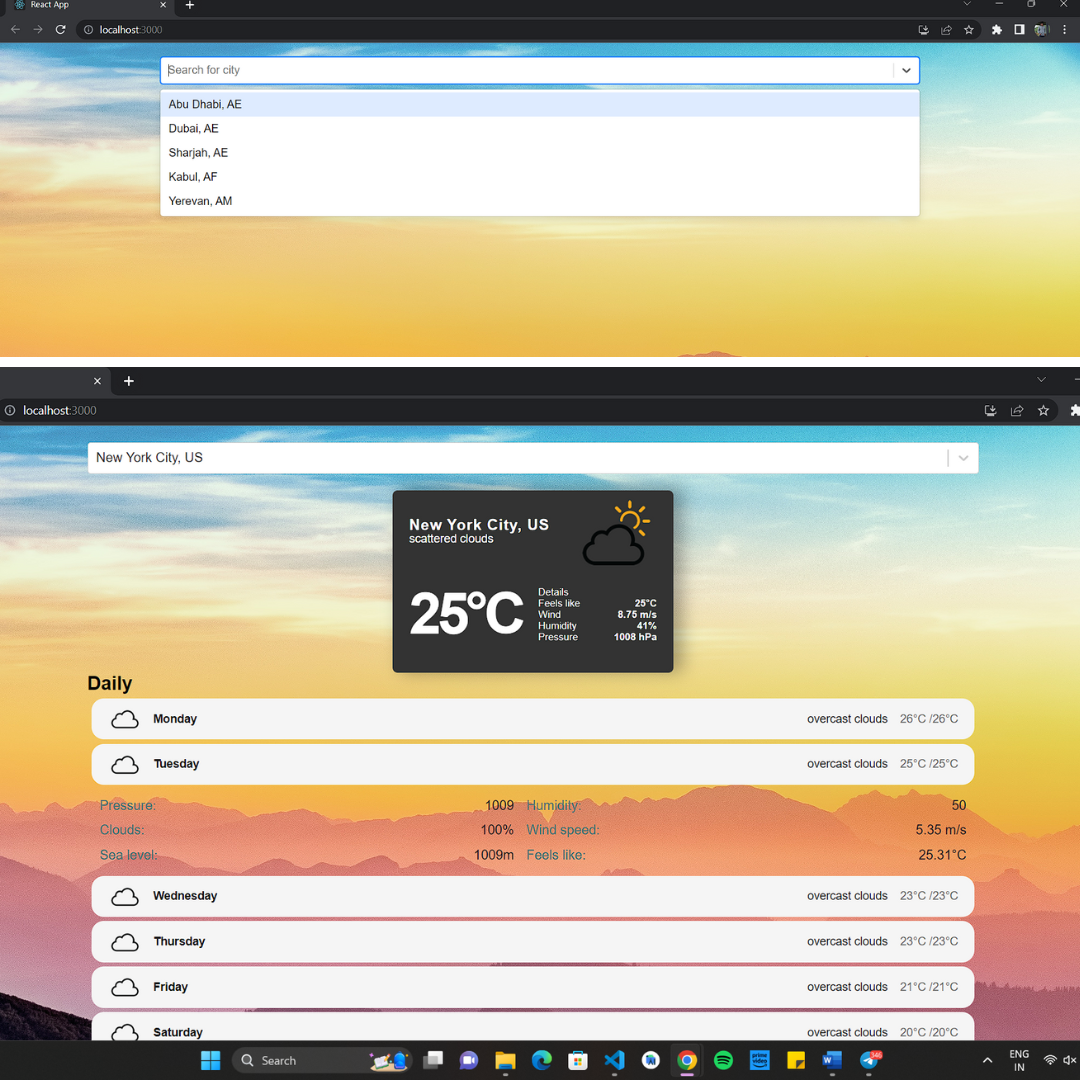 React App
localhost:3000
Search for city
Abu Dhabi, AE
Dubai, AE
Sharjah, AE
Kabul, AF
Yerevan, AM
localhost:3000
New York City, US
New York City, US
scattered clouds
25°C
Details
Feels like 25°C
Wind 8.75 m/s
Humidity 41%
Pressure 1008 hPa
Daily
Monday overcast clouds 26°C /26°C
Tuesday overcast clouds 25°C /25°C
Pressure: 1009 Humidity: 50
Clouds: 100% Wind speed: 5.35 m/s
Sea level: 1009m Feels like: 25.31°C
Wednesday overcast clouds 23°C /23°C
Thursday overcast clouds 23°C /23°C
Friday overcast clouds 21°C /21°C
Saturday overcast clouds 20°C /20°C
Search
prime video
W
ENG
IN